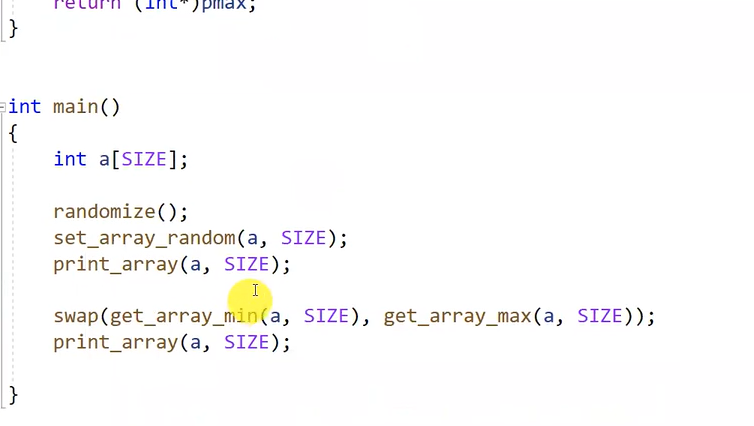 return (int*)pmax;
}
int main()
{
int a[SIZE];
randomize();
set_array_random(a, SIZE);
print_array(a, SIZE);
swap(get_array_min(a, SIZE), get_array_max(a, SIZE));
print_array(a, SIZE);
}